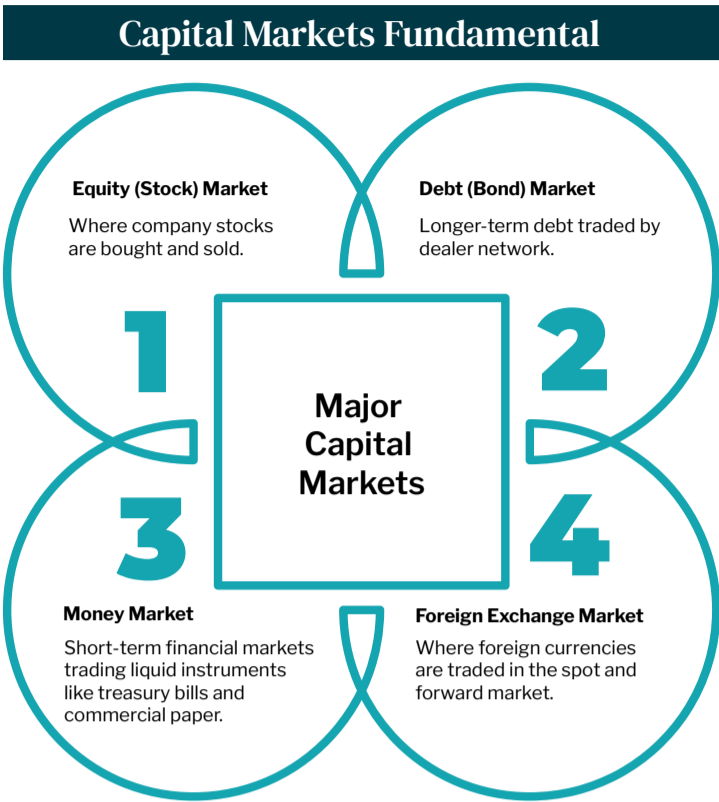 Capital Markets Fundamental
Equity (Stock) Market
Where company stocks
are bought and sold.
1
Debt (Bond) Market
Longer-term debt traded by
dealer network.
2
Major
Capital
Markets
3
Money Market
Short-term financial markets
trading liquid instruments
like treasury bills and
commercial paper.
4
Foreign Exchange Market
Where foreign currencies
are traded in the spot and
forward market.